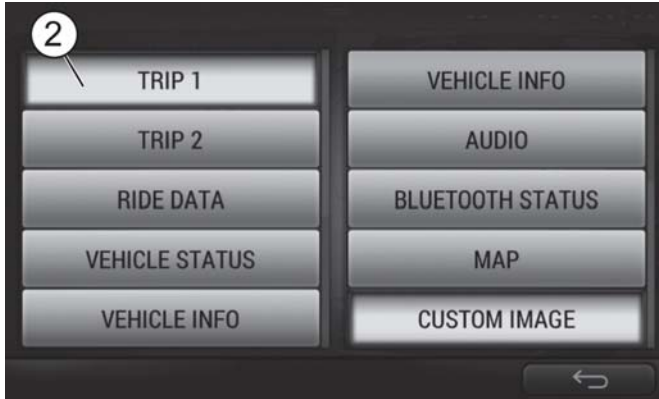 2
TRIP 1
TRIP 2
RIDE DATA
VEHICLE STATUS
VEHICLE INFO
VEHICLE INFO
AUDIO
BLUETOOTH STATUS
MAP
CUSTOM IMAGE